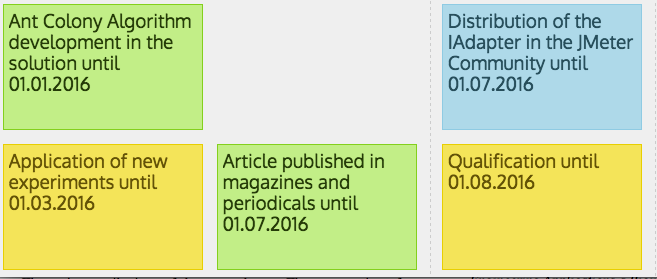 Ant Colony Algorithm
development in the
solution until
01.01.2016
Distribution of the
IAdapter in the JMeter
Community until
01.07.2016
Application of new
experiments until
01.03.2016
Article published in
magazines and
periodicals until
01.07.2016
Qualification until
01.08.2016